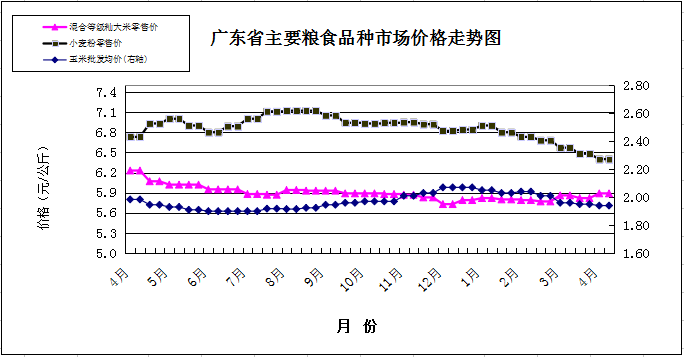 混合等级籼大米零售价
小麦粉零售价
玉米批发均价(右轴)
广东省主要粮食品种市场价格走势图
7.4
7.1
6.8
6.5
6.2
5.9
5.6
5.3
5.0
2.80
2.60
2.40
2.20
2.00
1.80
1.60
价格（元/公斤）
4月
5月
6月
7月
8月
9月
10月
11月
12月
1月
2月
3月
4月
月 份